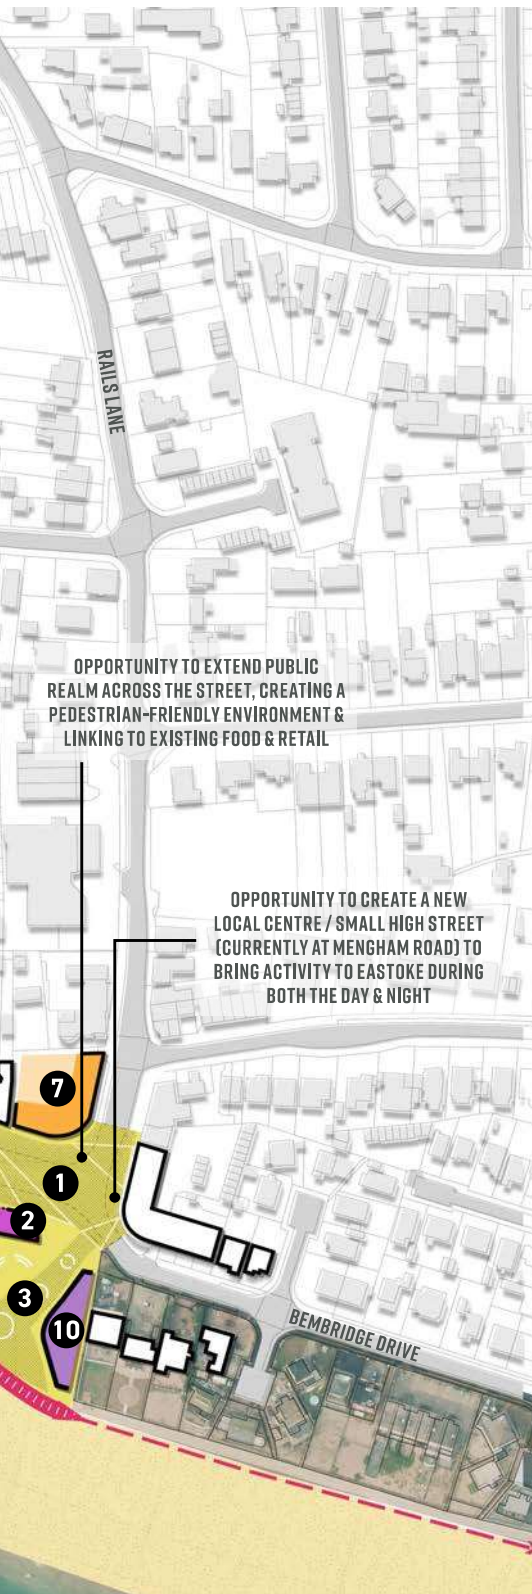 RAILS LANE
OPPORTUNITY TO EXTEND PUBLIC
REALM ACROSS THE STREET, CREATING A
PEDESTRIAN-FRIENDLY ENVIRONMENT &
LINKING TO EXISTING FOOD & RETAIL
OPPORTUNITY TO CREATE A NEW
LOCAL CENTRE / SMALL HIGH STREET
(CURRENTLY AT MENGHAM ROAD) TO
BRING ACTIVITY TO EASTOKE DURING
BOTH THE DAY & NIGHT
7
1
2
3
10
BEMBRIDGE DRIVE